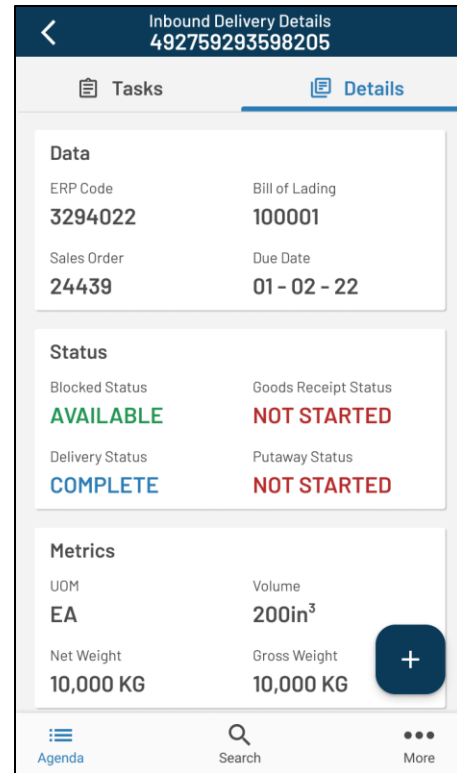 Inbound Delivery Details
492759293598205
Tasks
Details
Data
ERP Code
Bill of Lading
3294022
100001
Sales Order
Due Date
24439
01 - 02 - 22
Status
Blocked Status
Goods Receipt Status
AVAILABLE
NOT STARTED
Delivery Status
Putaway Status
COMPLETE
NOT STARTED
Metrics
UOM
Volume
EA
200in³
Net Weight
Gross Weight
10,000 KG
10,000 KG
+
Agenda
Search
More